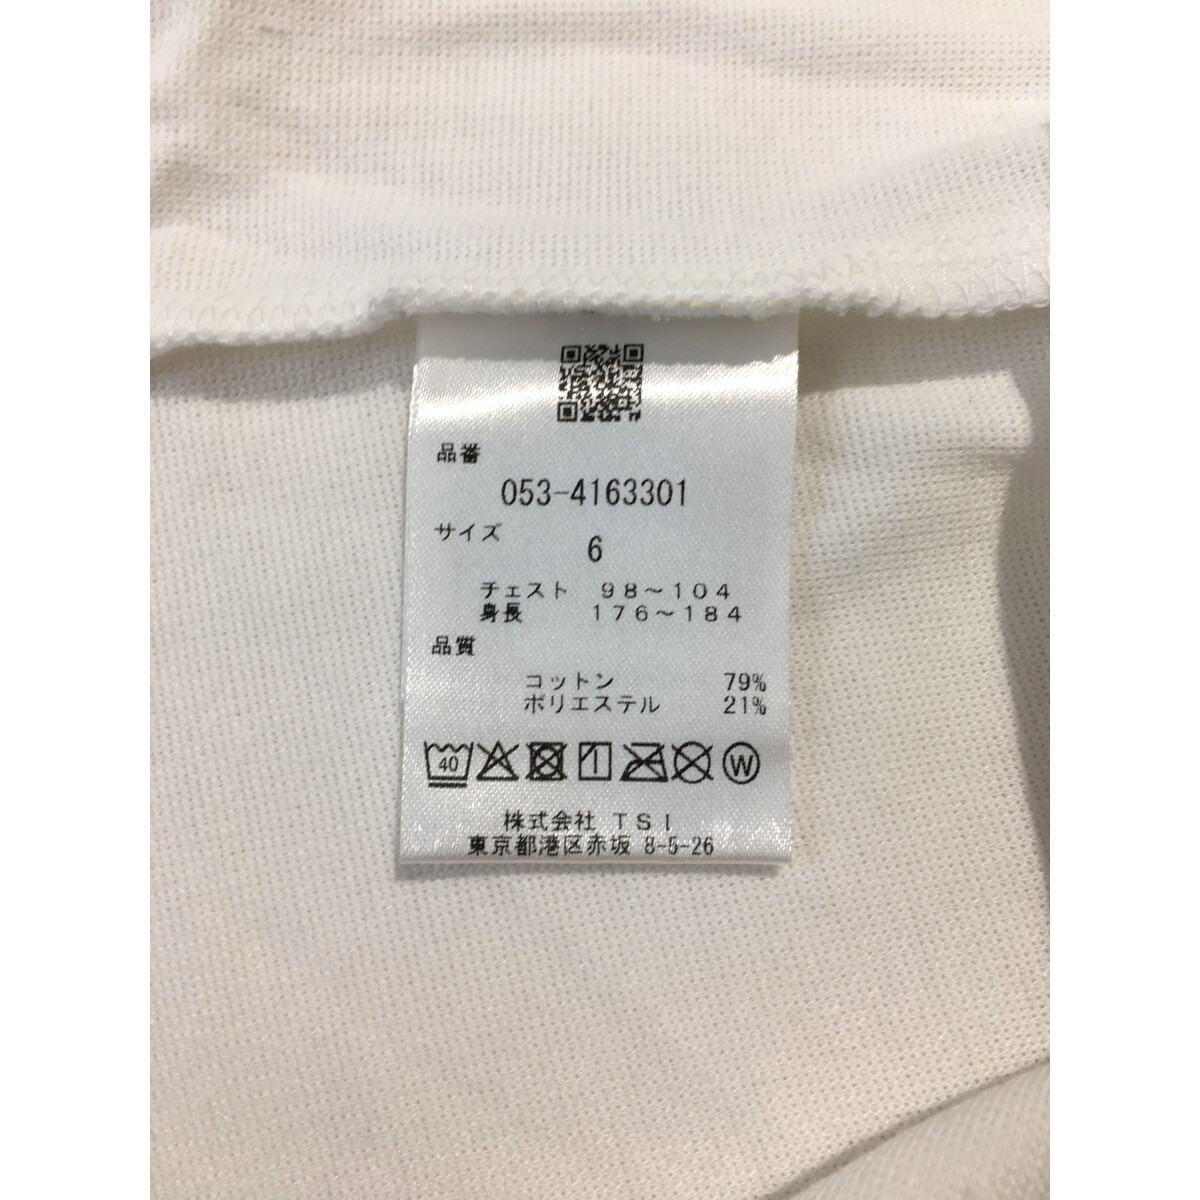 品番
053-4163301
サイズ
6
チェスト 98～104
身長 176～184
品質
コットン 79%
ポリエステル 21%
40 W
株式会社 TSI
東京都港区赤坂 8-5-26